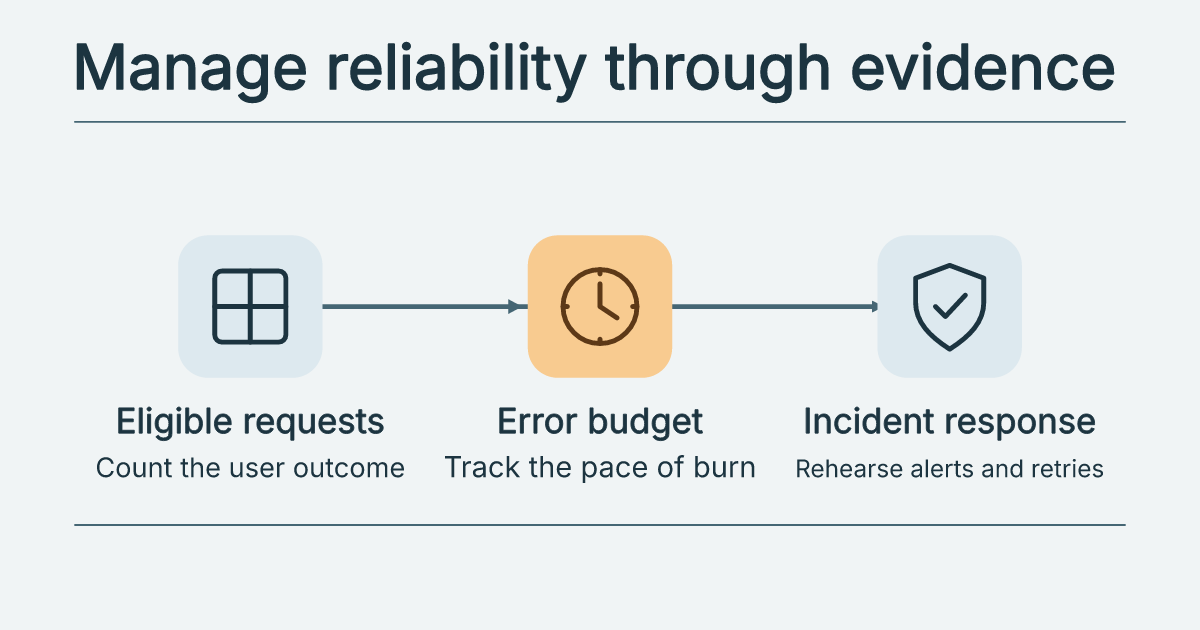 Manage reliability through evidence
Eligible requests
Count the user outcome
Error budget
Track the pace of burn
Incident response
Rehearse alerts and retries